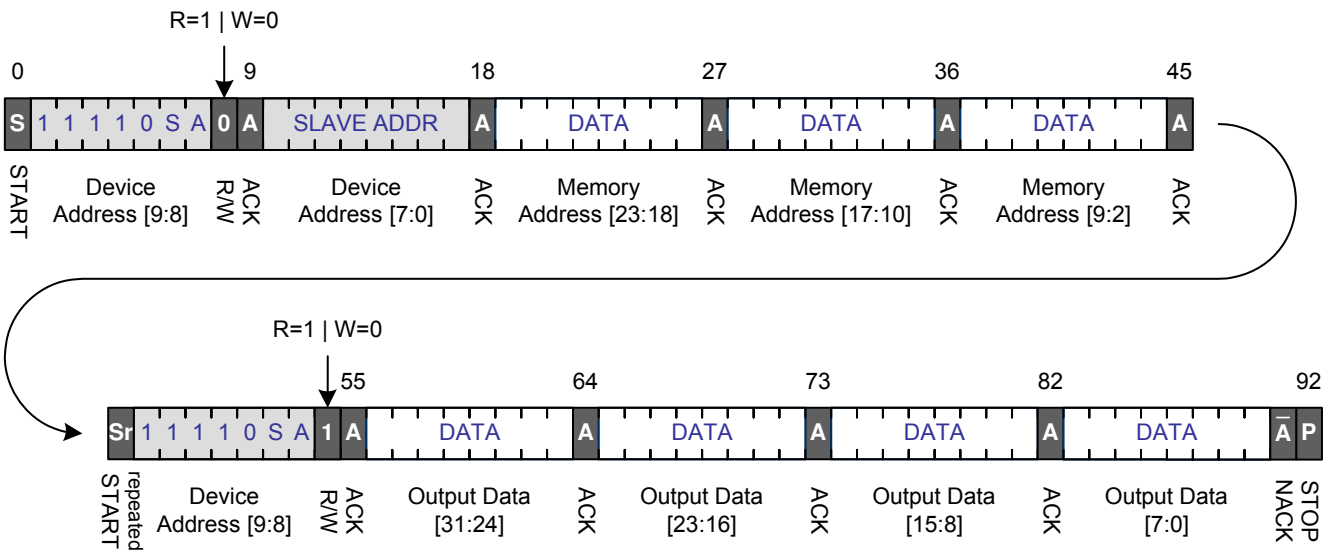 R=1 | W=0
0 9 18 27 36 45
S 1 1 1 1 0 S A 0 A SLAVE ADDR A DATA A DATA A DATA A
START Device Address [9:8] R/W ACK Device Address [7:0] ACK Memory Address [23:18] ACK Memory Address [17:10] ACK Memory Address [9:2] ACK
R=1 | W=0
55 64 73 82 92
Sr 1 1 1 1 0 S A 1 A DATA A DATA A DATA A DATA A̅ P
repeated START Device Address [9:8] R/W ACK Output Data [31:24] ACK Output Data [23:16] ACK Output Data [15:8] ACK Output Data [7:0] NACK STOP